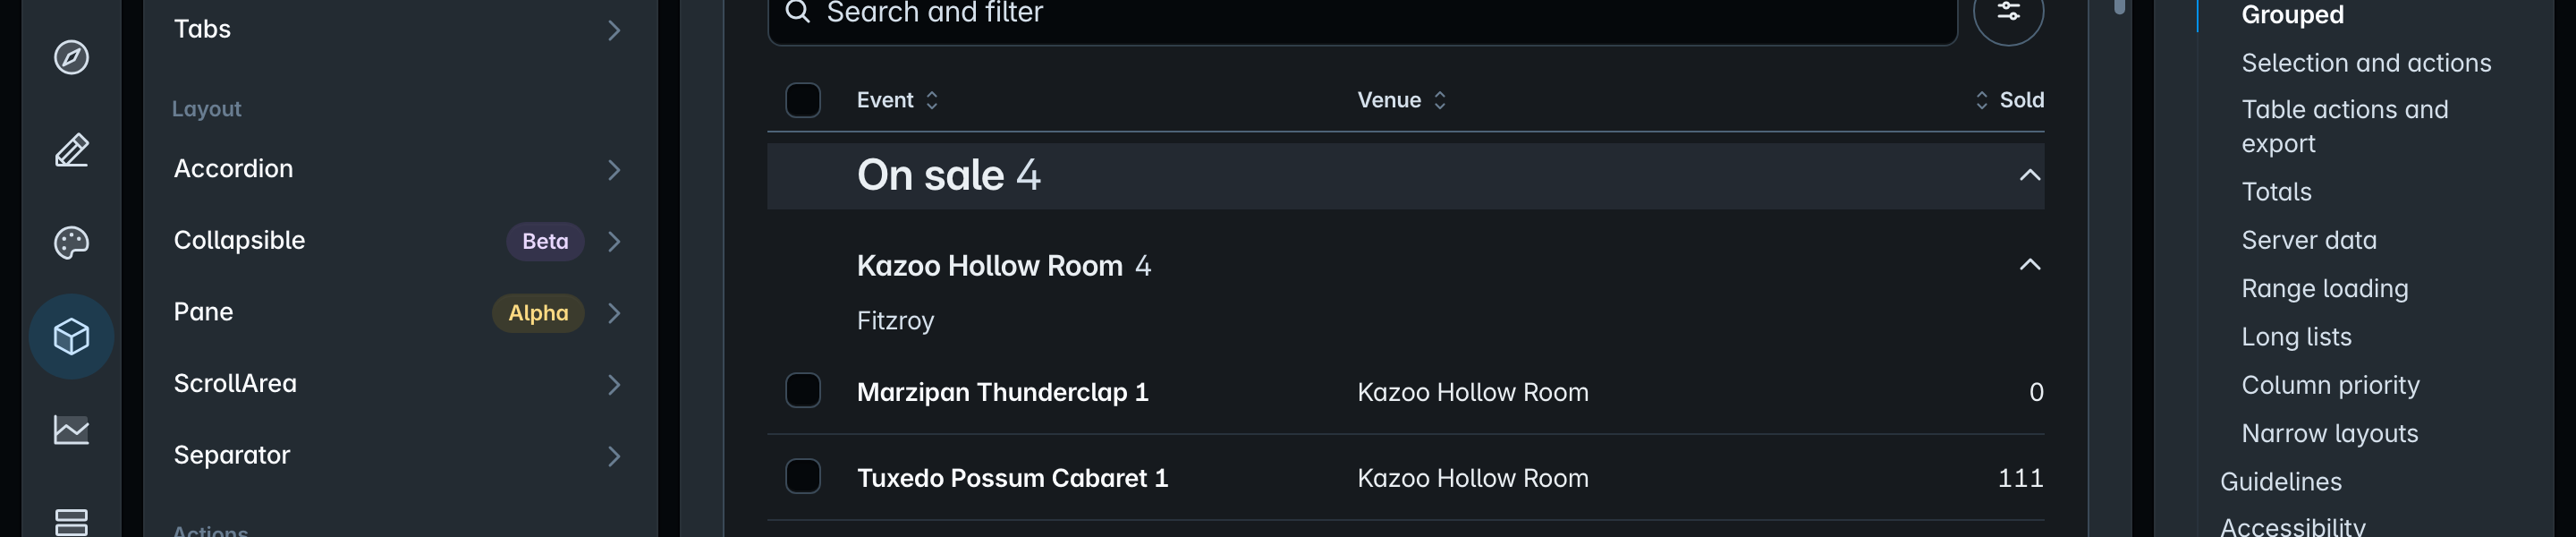 Tabs
Layout
Accordion
Collapsible Beta
Pane Alpha
ScrollArea
Separator
Actions
Search and filter
Event Venue Sold
On sale 4
Kazoo Hollow Room 4
Fitzroy
Marzipan Thunderclap 1 Kazoo Hollow Room 0
Tuxedo Possum Cabaret 1 Kazoo Hollow Room 111
Grouped
Selection and actions
Table actions and
export
Totals
Server data
Range loading
Long lists
Column priority
Narrow layouts
Guidelines
Accessibility